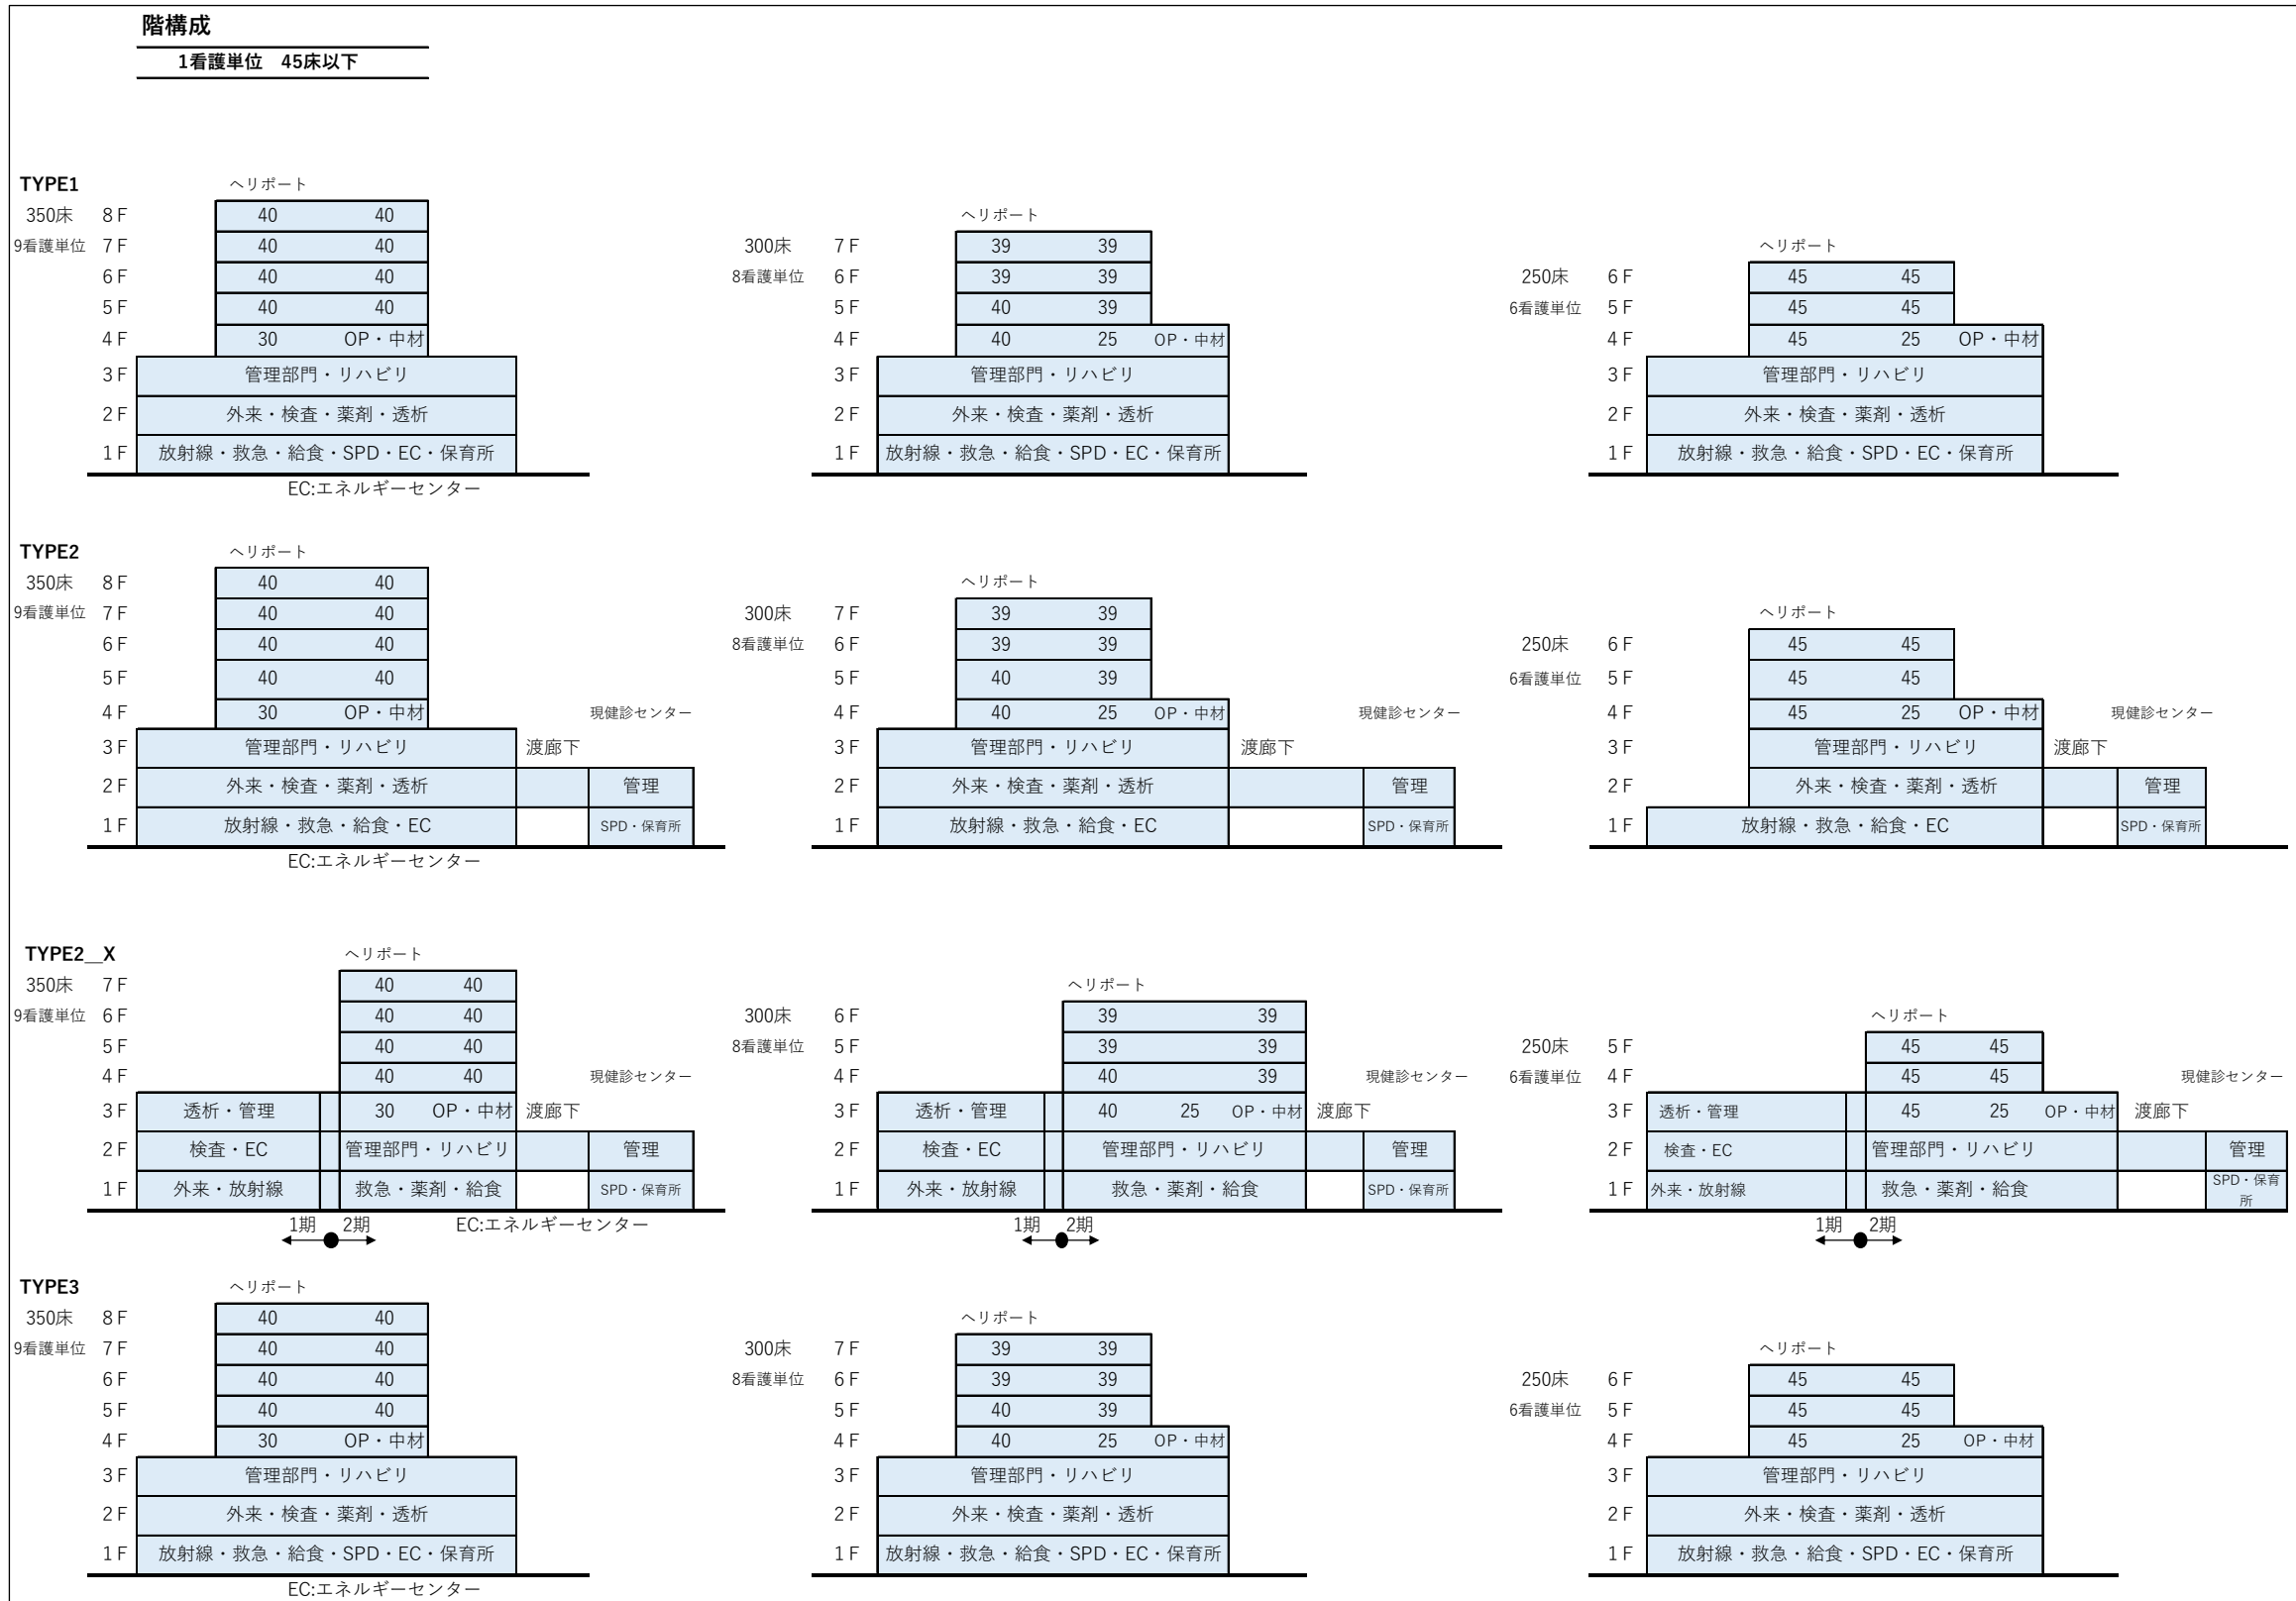 階構成
1看護単位 45床以下
TYPE1
ヘリポート
350床 8F 40 40 ヘリポート
9看護単位 7F 40 40 300床 7F 39 39 ヘリポート
6F 40 40 8看護単位 6F 39 39 250床 6F 45 45
5F 40 40 5F 40 39 6看護単位 5F 45 45
4F 30 OP・中材 4F 40 25 OP・中材 4F 45 25 OP・中材
3F 管理部門・リハビリ 3F 管理部門・リハビリ 3F 管理部門・リハビリ
2F 外来・検査・薬剤・透析 2F 外来・検査・薬剤・透析 2F 外来・検査・薬剤・透析
1F 放射線・救急・給食・SPD・EC・保育所 1F 放射線・救急・給食・SPD・EC・保育所 1F 放射線・救急・給食・SPD・EC・保育所
EC:エネルギーセンター
TYPE2 ヘリポート
350床 8F 40 40 ヘリポート
9看護単位 7F 40 40 300床 7F 39 39 ヘリポート
6F 40 40 8看護単位 6F 39 39 250床 6F 45 45
5F 40 40 5F 40 39 6看護単位 5F 45 45
4F 30 OP・中材 現健診センター 4F 40 25 OP・中材 現健診センター 4F 45 25 OP・中材 現健診センター
3F 管理部門・リハビリ 渡廊下 3F 管理部門・リハビリ 渡廊下 3F 管理部門・リハビリ 渡廊下
2F 外来・検査・薬剤・透析 管理 2F 外来・検査・薬剤・透析 管理 2F 外来・検査・薬剤・透析 管理
1F 放射線・救急・給食・EC SPD・保育所 1F 放射線・救急・給食・EC SPD・保育所 1F 放射線・救急・給食・EC SPD・保育所
EC:エネルギーセンター
TYPE2__X ヘリポート
350床 7F 40 40 ヘリポート
9看護単位 6F 40 40 300床 6F 39 39 ヘリポート
5F 40 40 8看護単位 5F 39 39 250床 5F 45 45
4F 40 40 現健診センター 4F 40 39 現健診センター 6看護単位 4F 45 45 現健診センター
3F 透析・管理 30 OP・中材 渡廊下 3F 透析・管理 40 25 OP・中材 渡廊下 3F 透析・管理 45 25 OP・中材 渡廊下
2F 検査・EC 管理部門・リハビリ 管理 2F 検査・EC 管理部門・リハビリ 管理 2F 検査・EC 管理部門・リハビリ 管理
1F 外来・放射線 救急・薬剤・給食 SPD・保育所 1F 外来・放射線 救急・薬剤・給食 SPD・保育所 1F 外来・放射線 救急・薬剤・給食 SPD・保育
所
1期 2期 EC:エネルギーセンター 1期 2期 1期 2期
TYPE3 ヘリポート
350床 8F 40 40 ヘリポート
9看護単位 7F 40 40 300床 7F 39 39 ヘリポート
6F 40 40 8看護単位 6F 39 39 250床 6F 45 45
5F 40 40 5F 40 39 6看護単位 5F 45 45
4F 30 OP・中材 4F 40 25 OP・中材 4F 45 25 OP・中材
3F 管理部門・リハビリ 3F 管理部門・リハビリ 3F 管理部門・リハビリ
2F 外来・検査・薬剤・透析 2F 外来・検査・薬剤・透析 2F 外来・検査・薬剤・透析
1F 放射線・救急・給食・SPD・EC・保育所 1F 放射線・救急・給食・SPD・EC・保育所 1F 放射線・救急・給食・SPD・EC・保育所
EC:エネルギーセンター